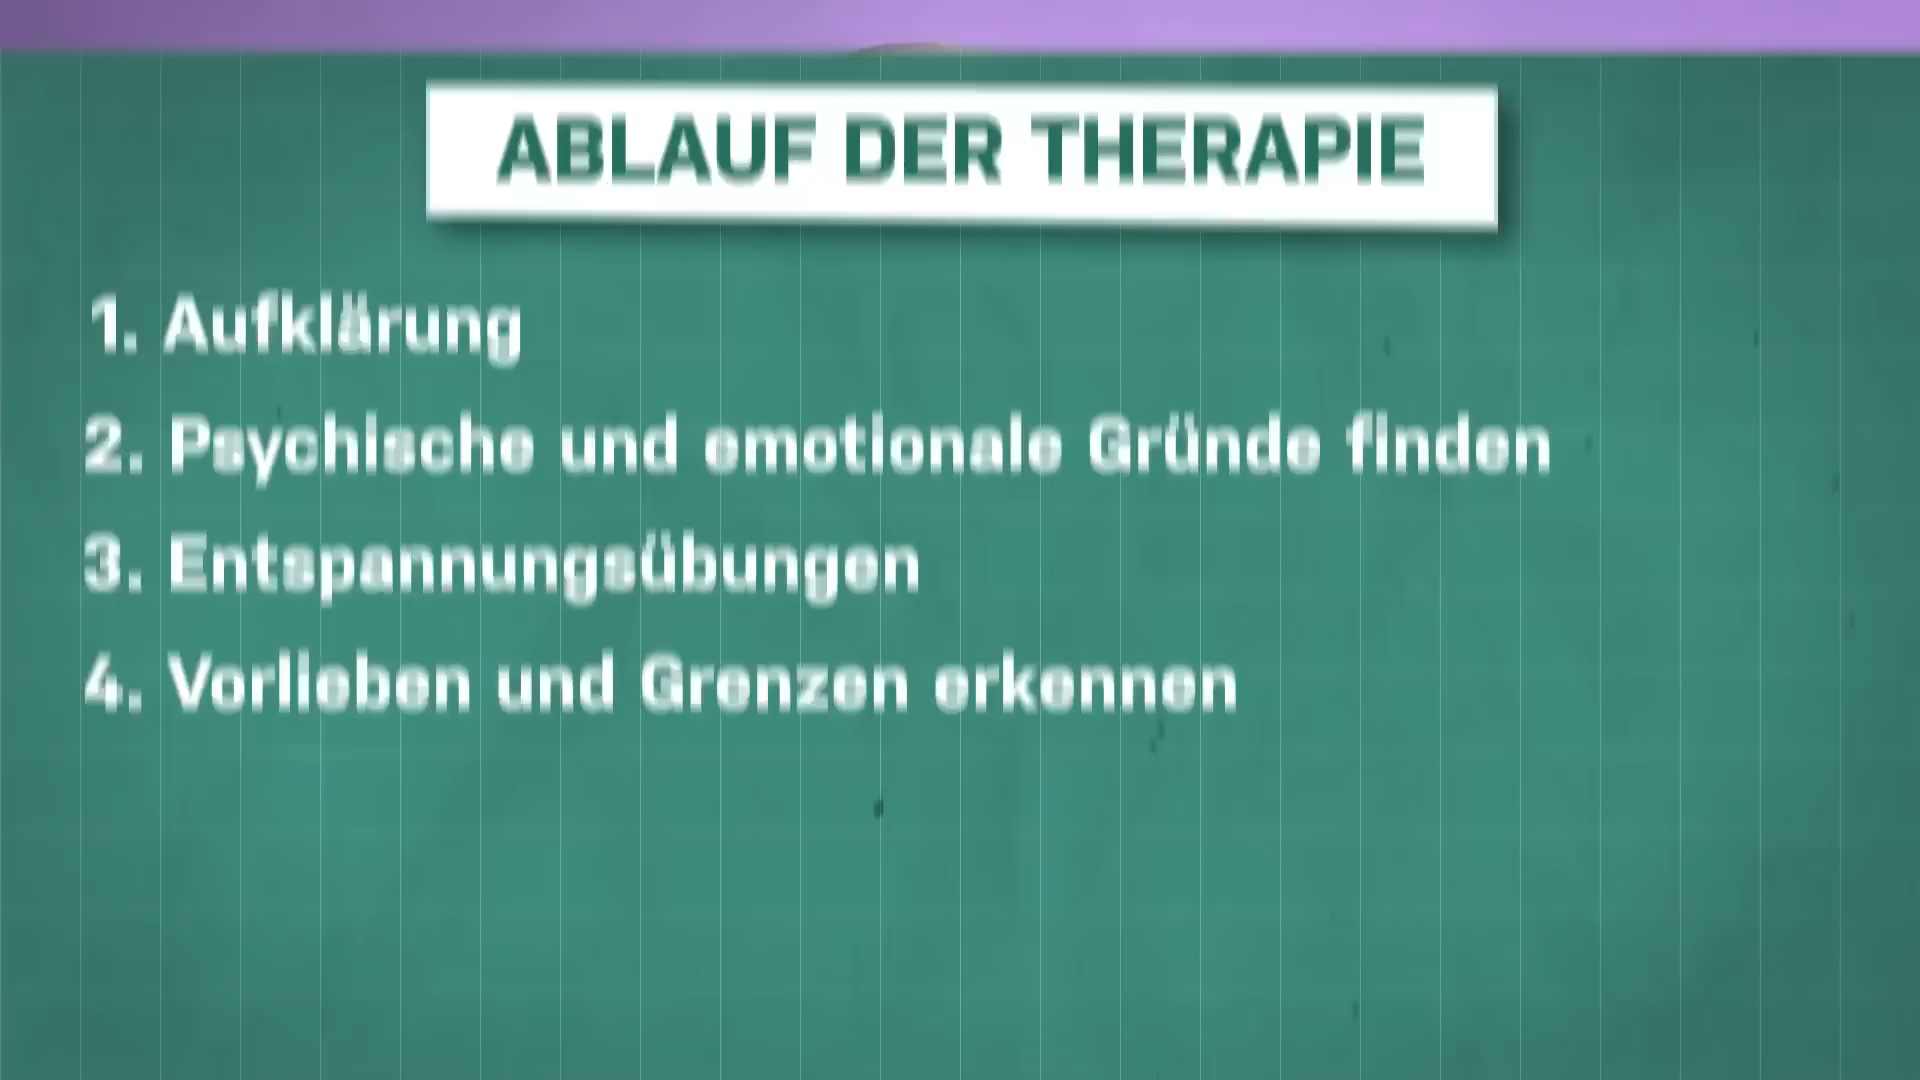 ABLAUF DER THERAPIE
1. Aufklärung
2. Psychische und emotionale Gründe finden
3. Entspannungsübungen
4. Vorlieben und Grenzen erkennen